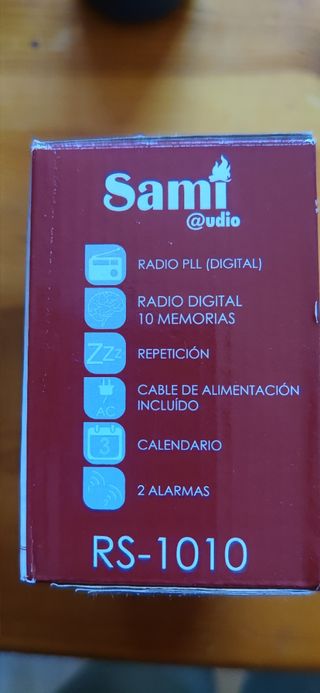 Sami
@udio
RADIO PLL (DIGITAL)
RADIO DIGITAL
10 MEMORIAS
ZZz
REPETICIÓN
AC
CABLE DE ALIMENTACIÓN
INCLUÍDO
3
CALENDARIO
2 ALARMAS
RS-1010